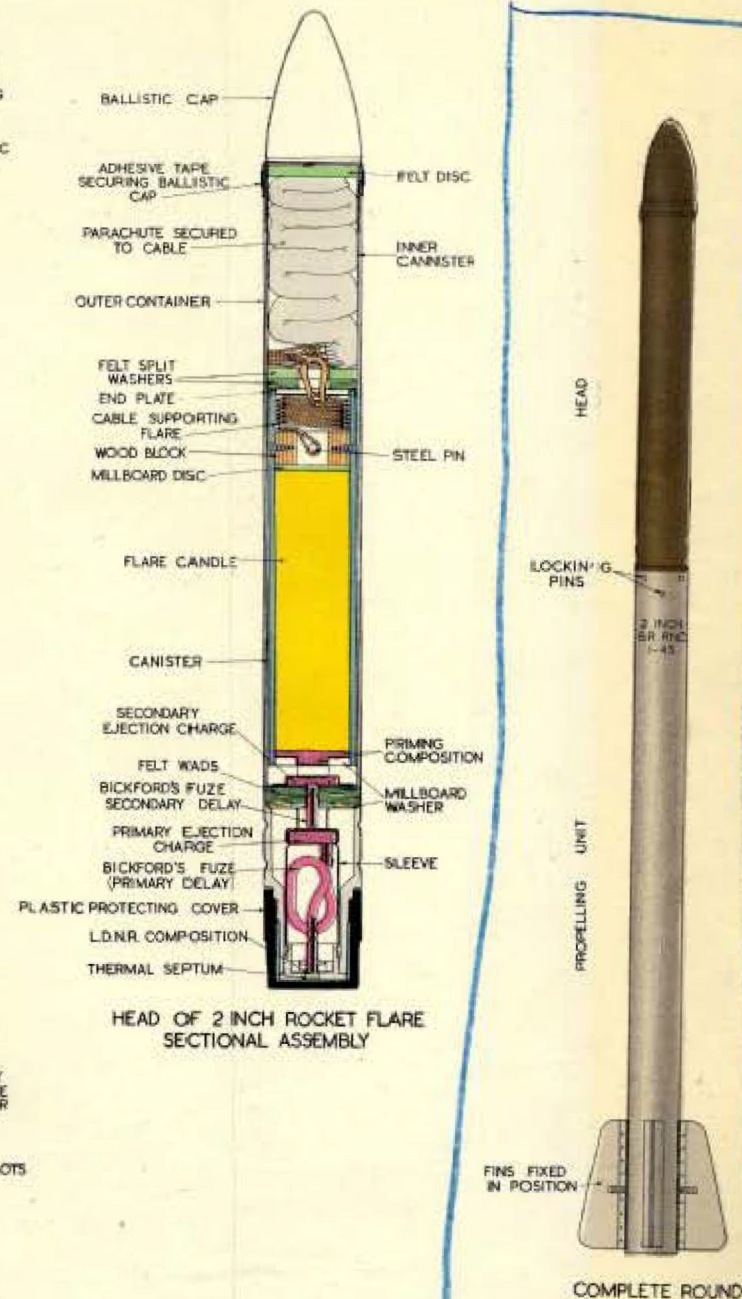 BALLISTIC CAP
ADHESIVE TAPE
SECURING BALLISTIC
CAP
FELT DISC
PARACHUTE SECURED
TO CABLE
INNER
CANNISTER
OUTER CONTAINER
FELT SPLIT
WASHERS
END PLATE
CABLE SUPPORTING
FLARE
WOOD BLOCK
STEEL PIN
MILLBOARD DISC
FLARE CANDLE
CANISTER
SECONDARY
EJECTION CHARGE
PRIMING
COMPOSITION
FELT WADS
BICKFORD'S FUZE
SECONDARY DELAY
MILLBOARD
WASHER
PRIMARY EJECTION
CHARGE
SLEEVE
BICKFORD'S FUZE
(PRIMARY DELAY)
PLASTIC PROTECTING COVER
L.D.N.R. COMPOSITION
THERMAL SEPTUM
HEAD OF 2 INCH ROCKET FLARE
SECTIONAL ASSEMBLY
HEAD
LOCKING
PINS
2 INCH
1-45
PROPELLING UNIT
FINS FIXED
IN POSITION
COMPLETE ROUND